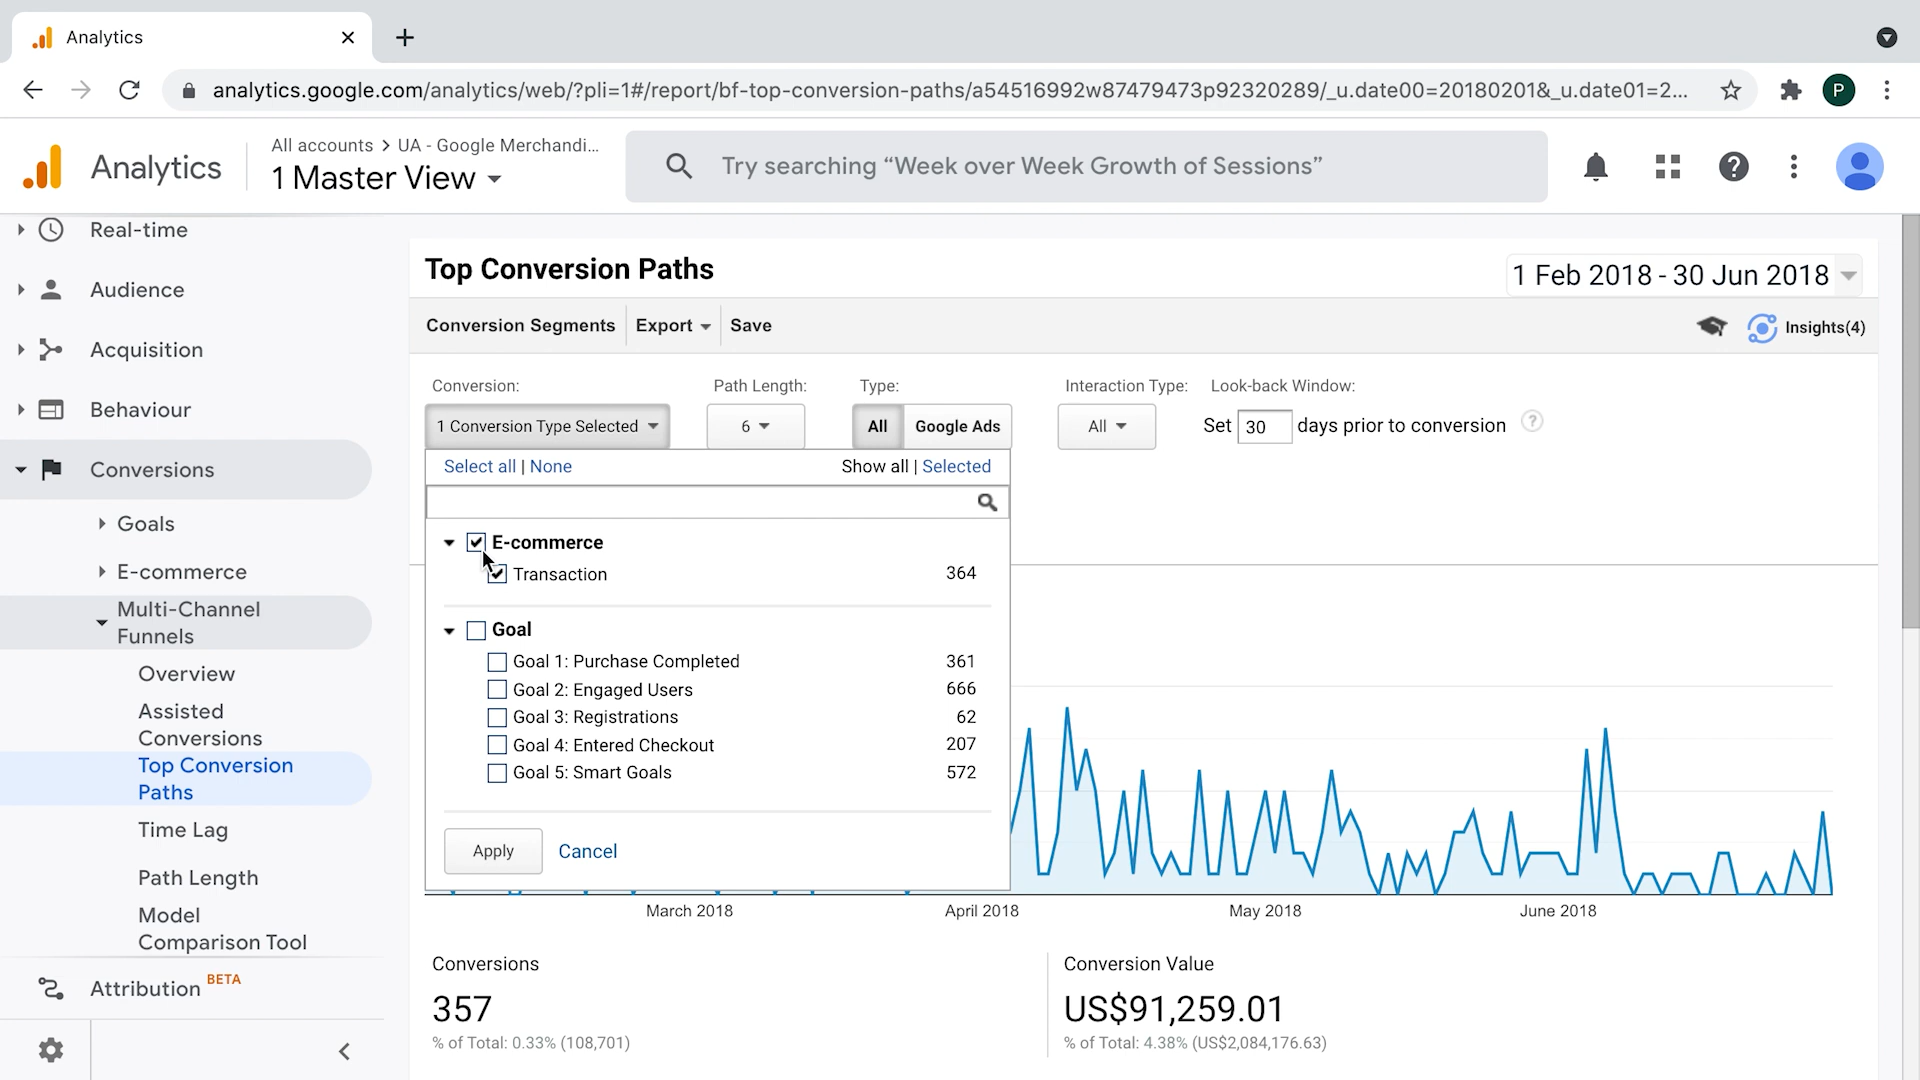 Analytics
analytics.google.com/analytics/web/?pli=1#/report/bf-top-conversion-paths/a54516992w87479473p92320289/_u.date00=20180201&_u.date01=2...
P
Analytics
All accounts > UA - Google Merchandi...
1 Master View
Try searching “Week over Week Growth of Sessions”
Real-time
Audience
Acquisition
Behaviour
Conversions
Goals
E-commerce
Multi-Channel
Funnels
Overview
Assisted
Conversions
Top Conversion
Paths
Time Lag
Path Length
Model
Comparison Tool
Attribution BETA
Top Conversion Paths
1 Feb 2018 - 30 Jun 2018
Conversion Segments Export Save
Insights(4)
Conversion: Path Length: Type: Interaction Type: Look-back Window:
1 Conversion Type Selected 6 All Google Ads All Set 30 days prior to conversion ?
Select all | None Show all | Selected
E-commerce
Transaction 364
Goal
Goal 1: Purchase Completed 361
Goal 2: Engaged Users 666
Goal 3: Registrations 62
Goal 4: Entered Checkout 207
Goal 5: Smart Goals 572
Apply Cancel
March 2018 April 2018 May 2018 June 2018
Conversions
357
% of Total: 0.33% (108,701)
Conversion Value
US$91,259.01
% of Total: 4.38% (US$2,084,176.63)